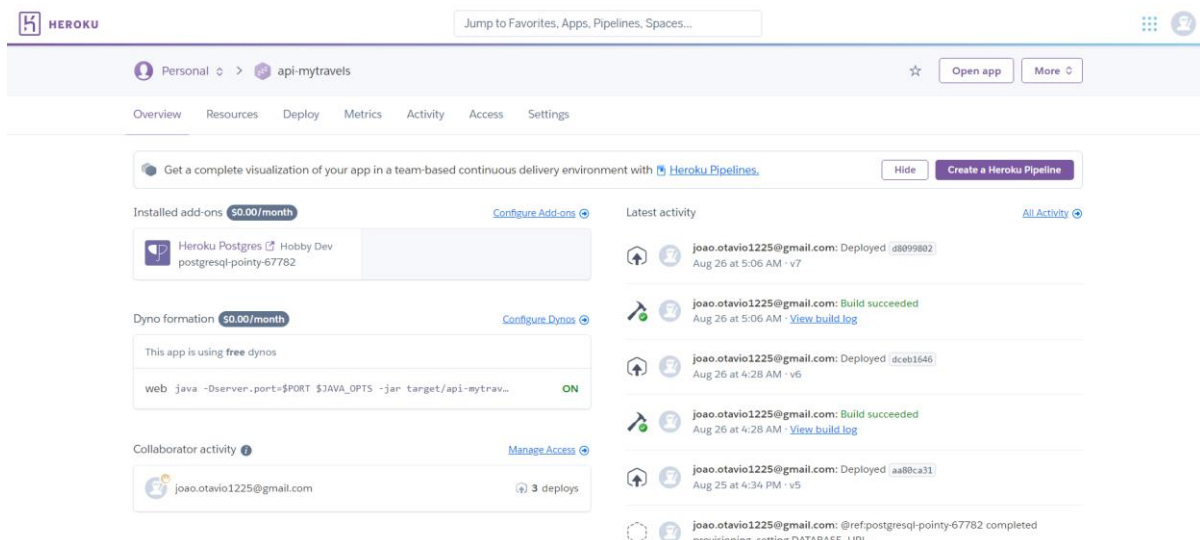 HEROKU
Jump to Favorites, Apps, Pipelines, Spaces...
Personal > api-mytravels
Open app
More
Overview Resources Deploy Metrics Activity Access Settings
Get a complete visualization of your app in a team-based continuous delivery environment with Heroku Pipelines.
Hide
Create a Heroku Pipeline
Installed add-ons $0.00/month
Configure Add-ons
Heroku Postgres Hobby Dev
postgresql-pointy-67782
Dyno formation $0.00/month
Configure Dynos
This app is using free dynos
web java -Dserver.port=$PORT $JAVA_OPTS -jar target/api-mytrav… ON
Collaborator activity
Manage Access
joao.otavio1225@gmail.com
3 deploys
Latest activity
All Activity
joao.otavio1225@gmail.com: Deployed d8099802
Aug 26 at 5:06 AM · v7
joao.otavio1225@gmail.com: Build succeeded
Aug 26 at 5:06 AM · View build log
joao.otavio1225@gmail.com: Deployed dceb1646
Aug 26 at 4:28 AM · v6
joao.otavio1225@gmail.com: Build succeeded
Aug 26 at 4:28 AM · View build log
joao.otavio1225@gmail.com: Deployed aa80ca31
Aug 25 at 4:34 PM · v5
joao.otavio1225@gmail.com: @ref:postgresql-pointy-67782 completed
provisioning, setting DATABASE_URL